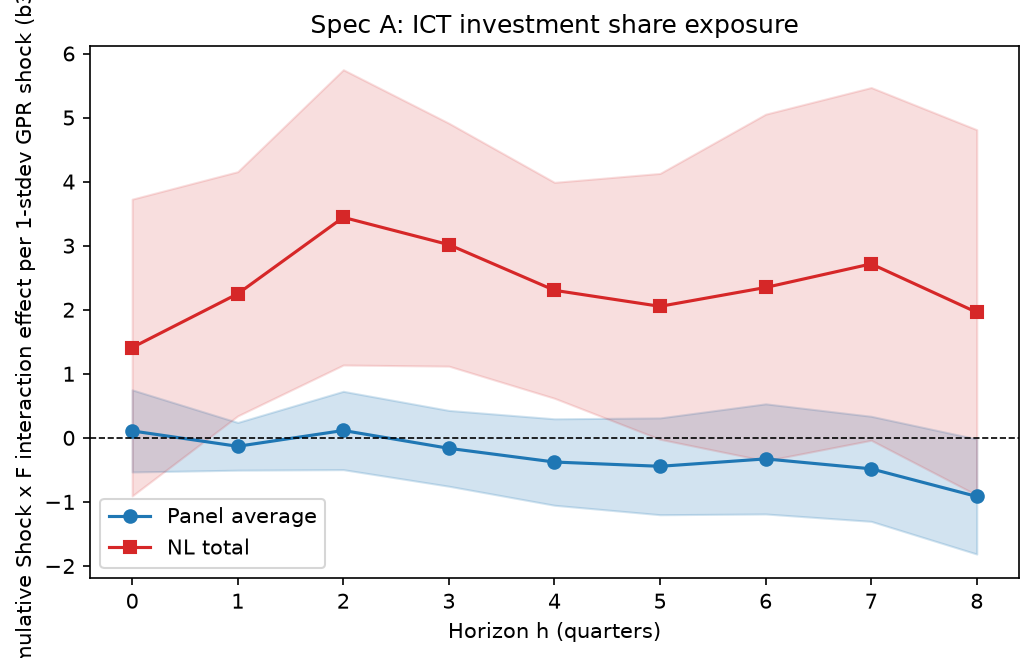 Spec A: ICT investment share exposure
mulative Shock x F interaction effect per 1-stdev GPR shock
6
5
4
3
2
1
0
−1
−2
Panel average
NL total
0 1 2 3 4 5 6 7 8
Horizon h (quarters)